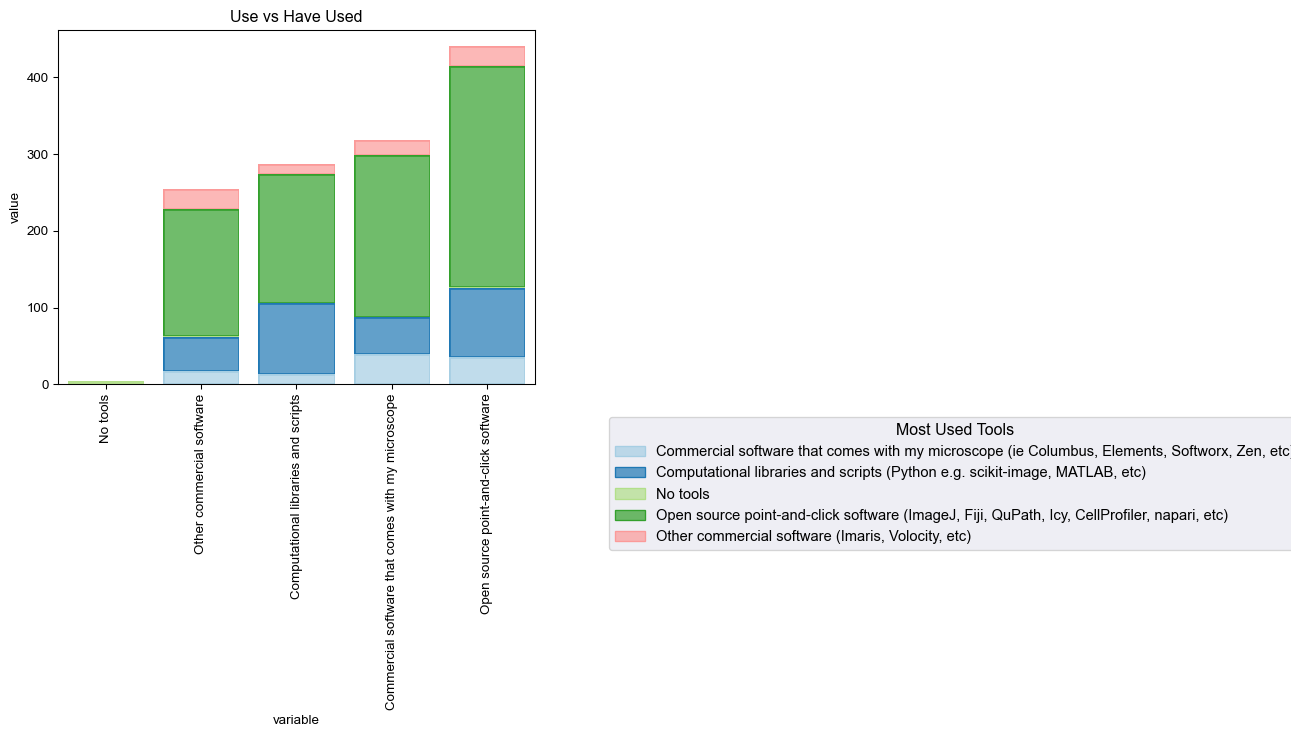 Use vs Have Used
value
400
300
200
100
0
No tools
Other commercial software
Computational libraries and scripts
Commercial software that comes with my microscope
Open source point-and-click software
variable
Most Used Tools
Commercial software that comes with my microscope (ie Columbus, Elements, Softworx, Zen, etc)
Computational libraries and scripts (Python e.g. scikit-image, MATLAB, etc)
No tools
Open source point-and-click software (ImageJ, Fiji, QuPath, Icy, CellProfiler, napari, etc)
Other commercial software (Imaris, Volocity, etc)